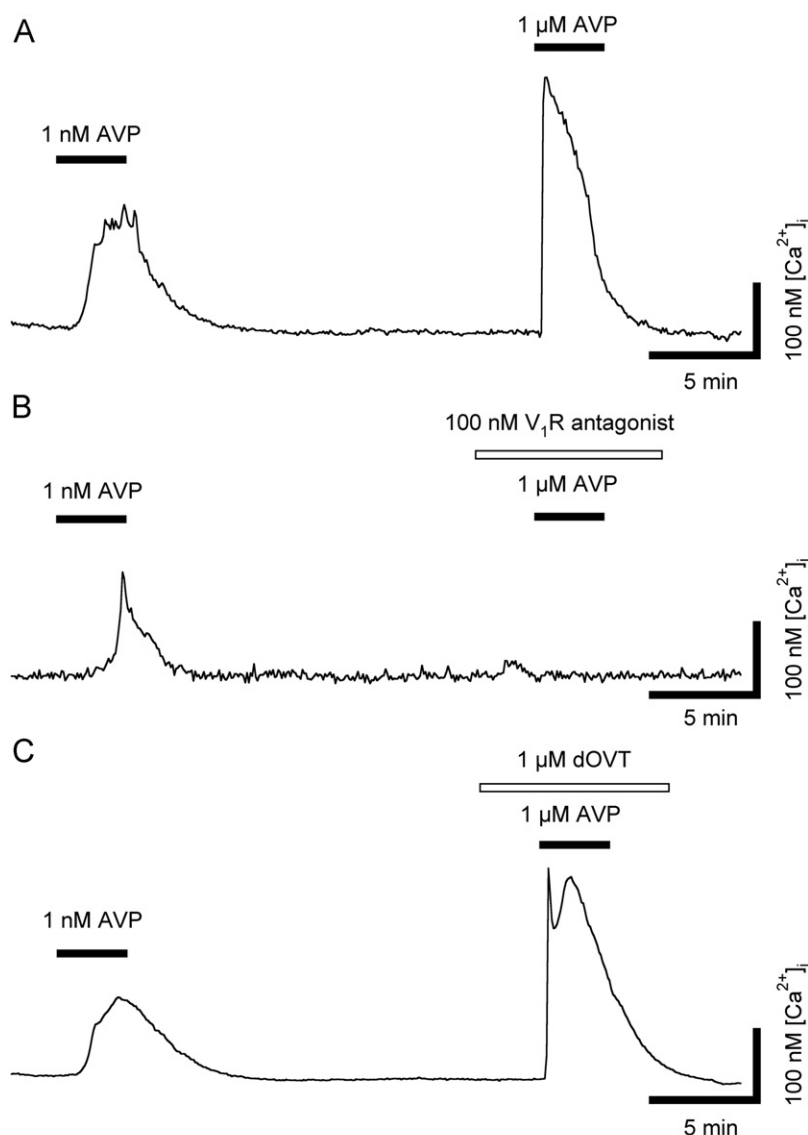 A
1 µM AVP
1 nM AVP
100 nM [Ca²⁺]ᵢ
5 min
B
100 nM V₁R antagonist
1 nM AVP
1 µM AVP
100 nM [Ca²⁺]ᵢ
5 min
C
1 µM dOVT
1 µM AVP
1 nM AVP
100 nM [Ca²⁺]ᵢ
5 min